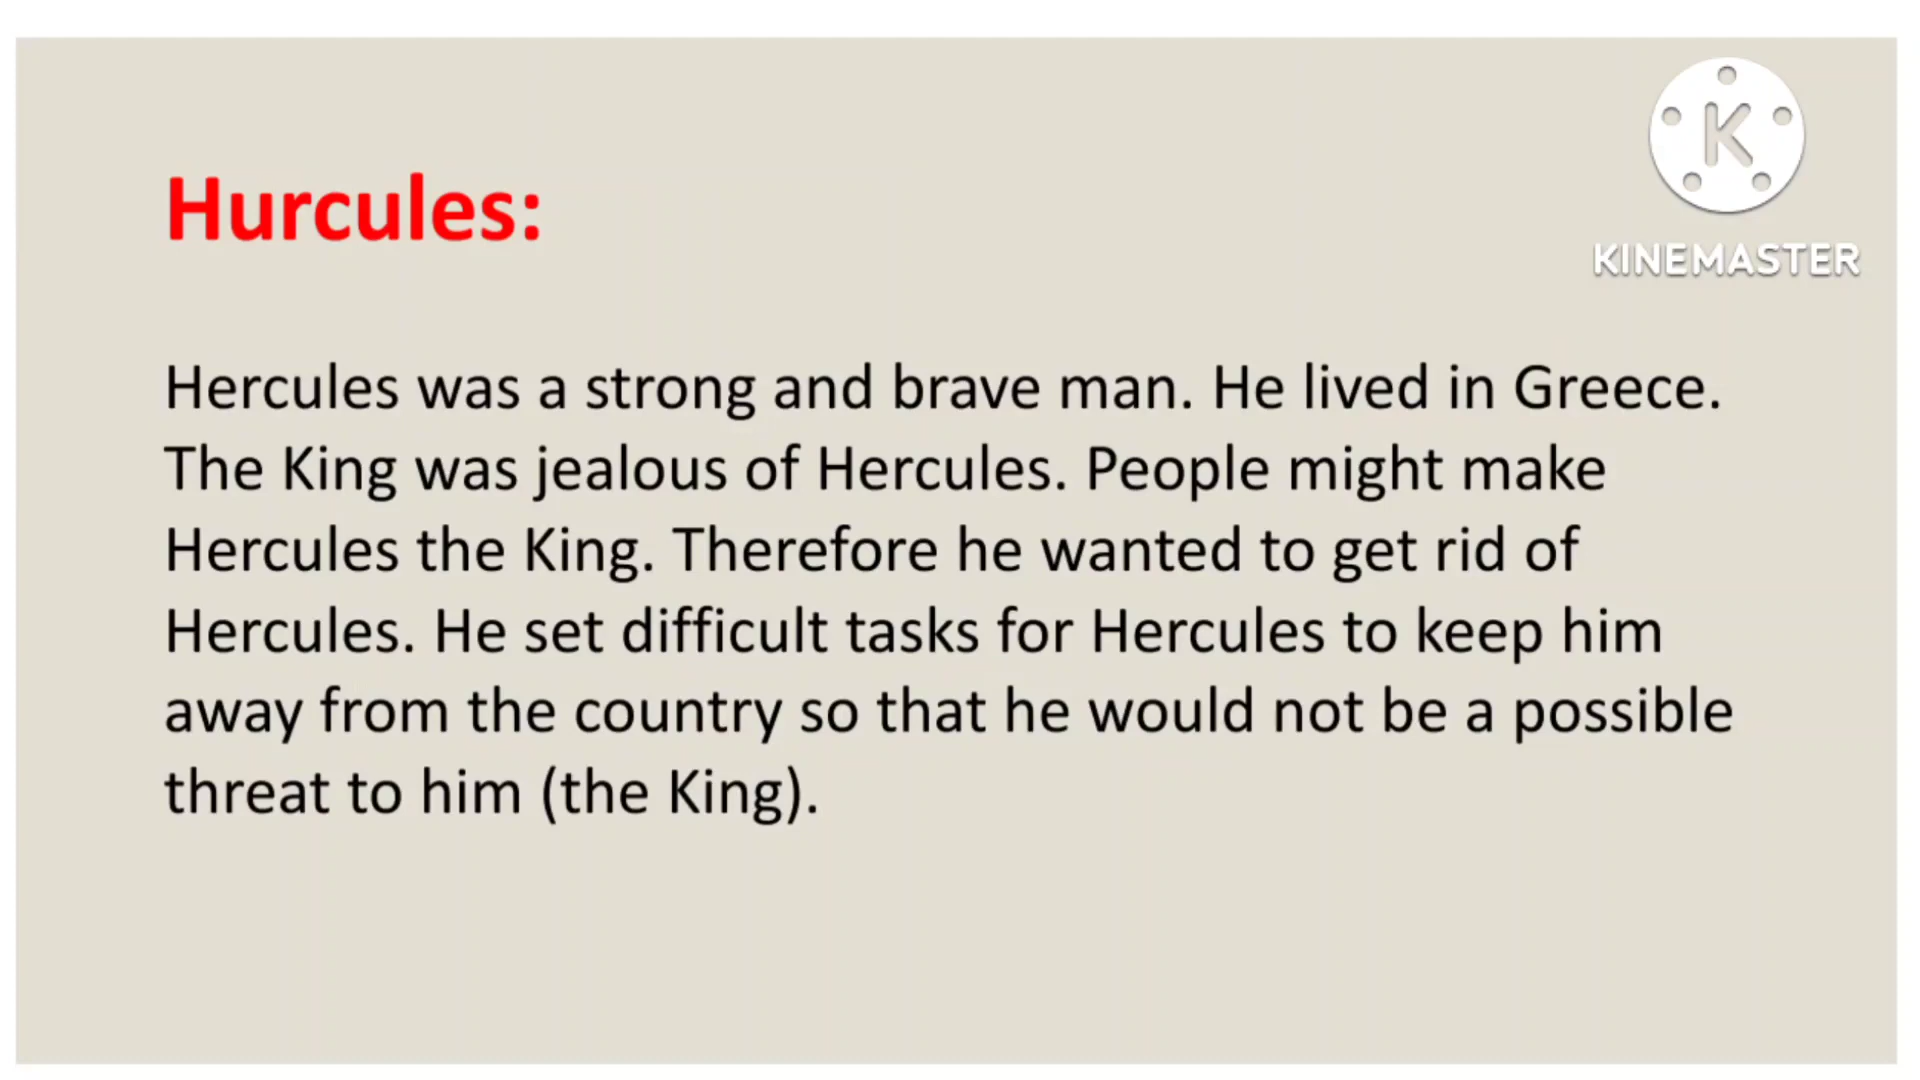 K
KINEMASTER
Hurcules:
Hercules was a strong and brave man. He lived in Greece.
The King was jealous of Hercules. People might make
Hercules the King. Therefore he wanted to get rid of
Hercules. He set difficult tasks for Hercules to keep him
away from the country so that he would not be a possible
threat to him (the King).